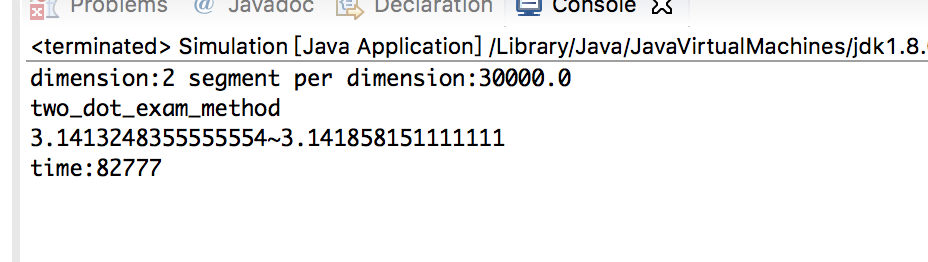 Problems @ Javadoc Declaration Console
<terminated> Simulation [Java Application] /Library/Java/JavaVirtualMachines/jdk1.8.
dimension:2 segment per dimension:30000.0
two_dot_exam_method
3.1413248355555554~3.141858151111111
time:82777